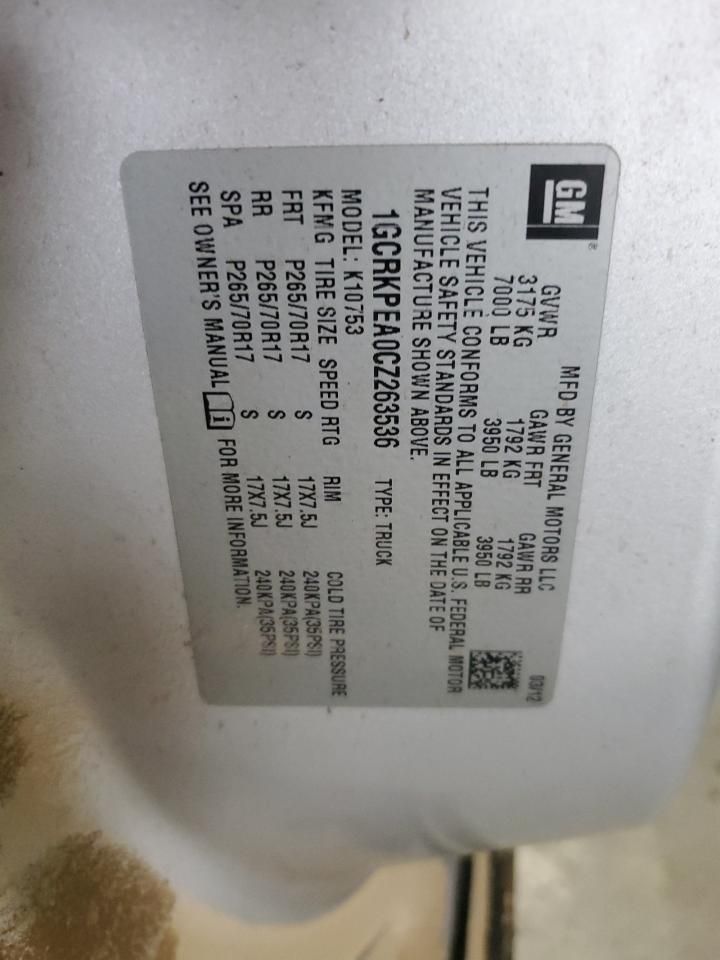 GM®
MFD BY GENERAL MOTORS LLC 03/12
GVWR GAWR FRT GAWR RR
3175 KG 1792 KG 1792 KG
7000 LB 3950 LB 3950 LB
THIS VEHICLE CONFORMS TO ALL APPLICABLE U.S. FEDERAL MOTOR
VEHICLE SAFETY STANDARDS IN EFFECT ON THE DATE OF
MANUFACTURE SHOWN ABOVE.
1GCRKPEA0CZ263536 TYPE: TRUCK
MODEL: K10753
KFMG TIRE SIZE SPEED RTG RIM COLD TIRE PRESSURE
FRT P265/70R17 S 17X7.5J 240KPA(35PSI)
RR P265/70R17 S 17X7.5J 240KPA(35PSI)
SPA P265/70R17 S 17X7.5J 240KPA(35PSI)
SEE OWNER'S MANUAL FOR MORE INFORMATION.